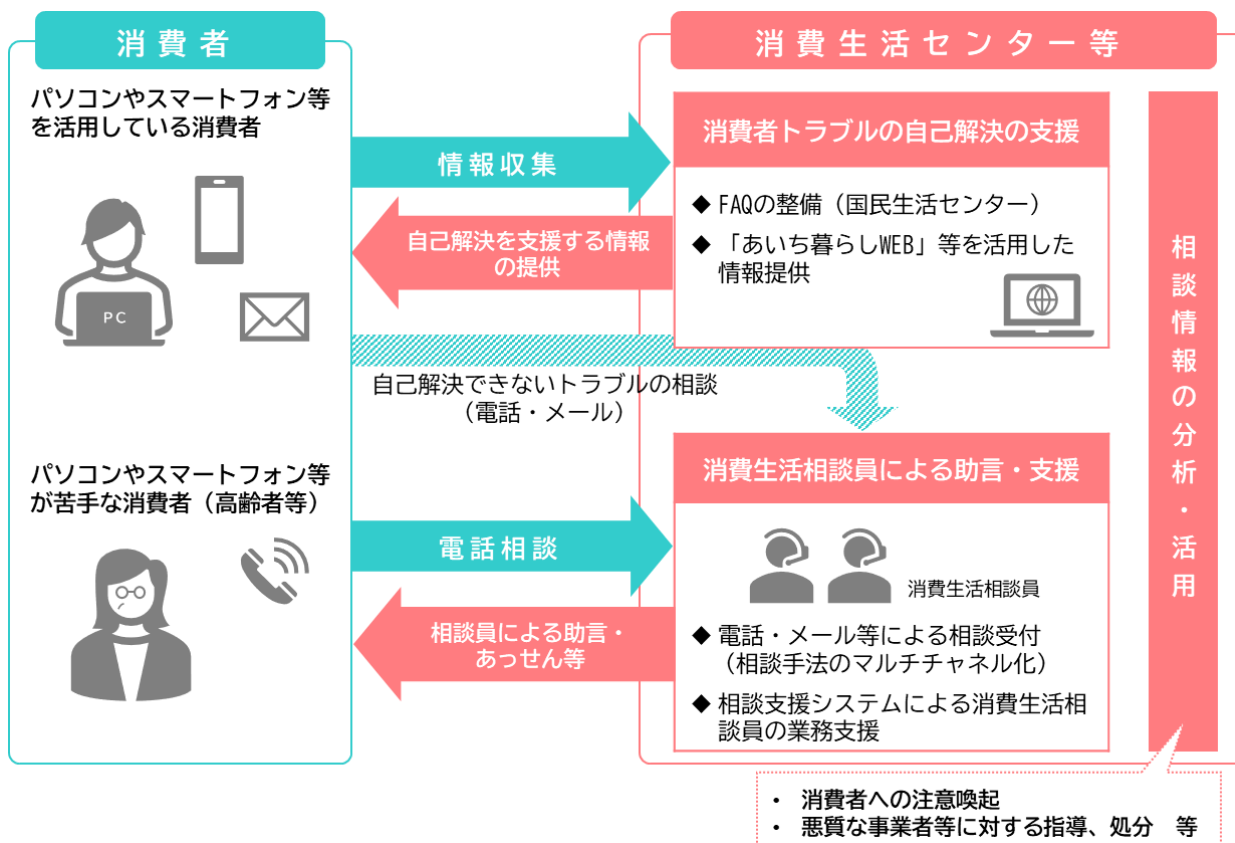 消費者
パソコンやスマートフォン等
を活用している消費者
PC
パソコンやスマートフォン等
が苦手な消費者（高齢者等）
情報収集
自己解決を支援する情報
の提供
自己解決できないトラブルの相談
（電話・メール）
電話相談
相談員による助言・
あっせん等
消費生活センター等
消費者トラブルの自己解決の支援
◆ FAQの整備（国民生活センター）
◆ 「あいち暮らしWEB」等を活用した
情報提供
消費生活相談員による助言・支援
消費生活相談員
◆ 電話・メール等による相談受付
（相談手法のマルチチャネル化）
◆ 相談支援システムによる消費生活相
談員の業務支援
相談情報の分析・活用
・ 消費者への注意喚起
・ 悪質な事業者等に対する指導、処分　等